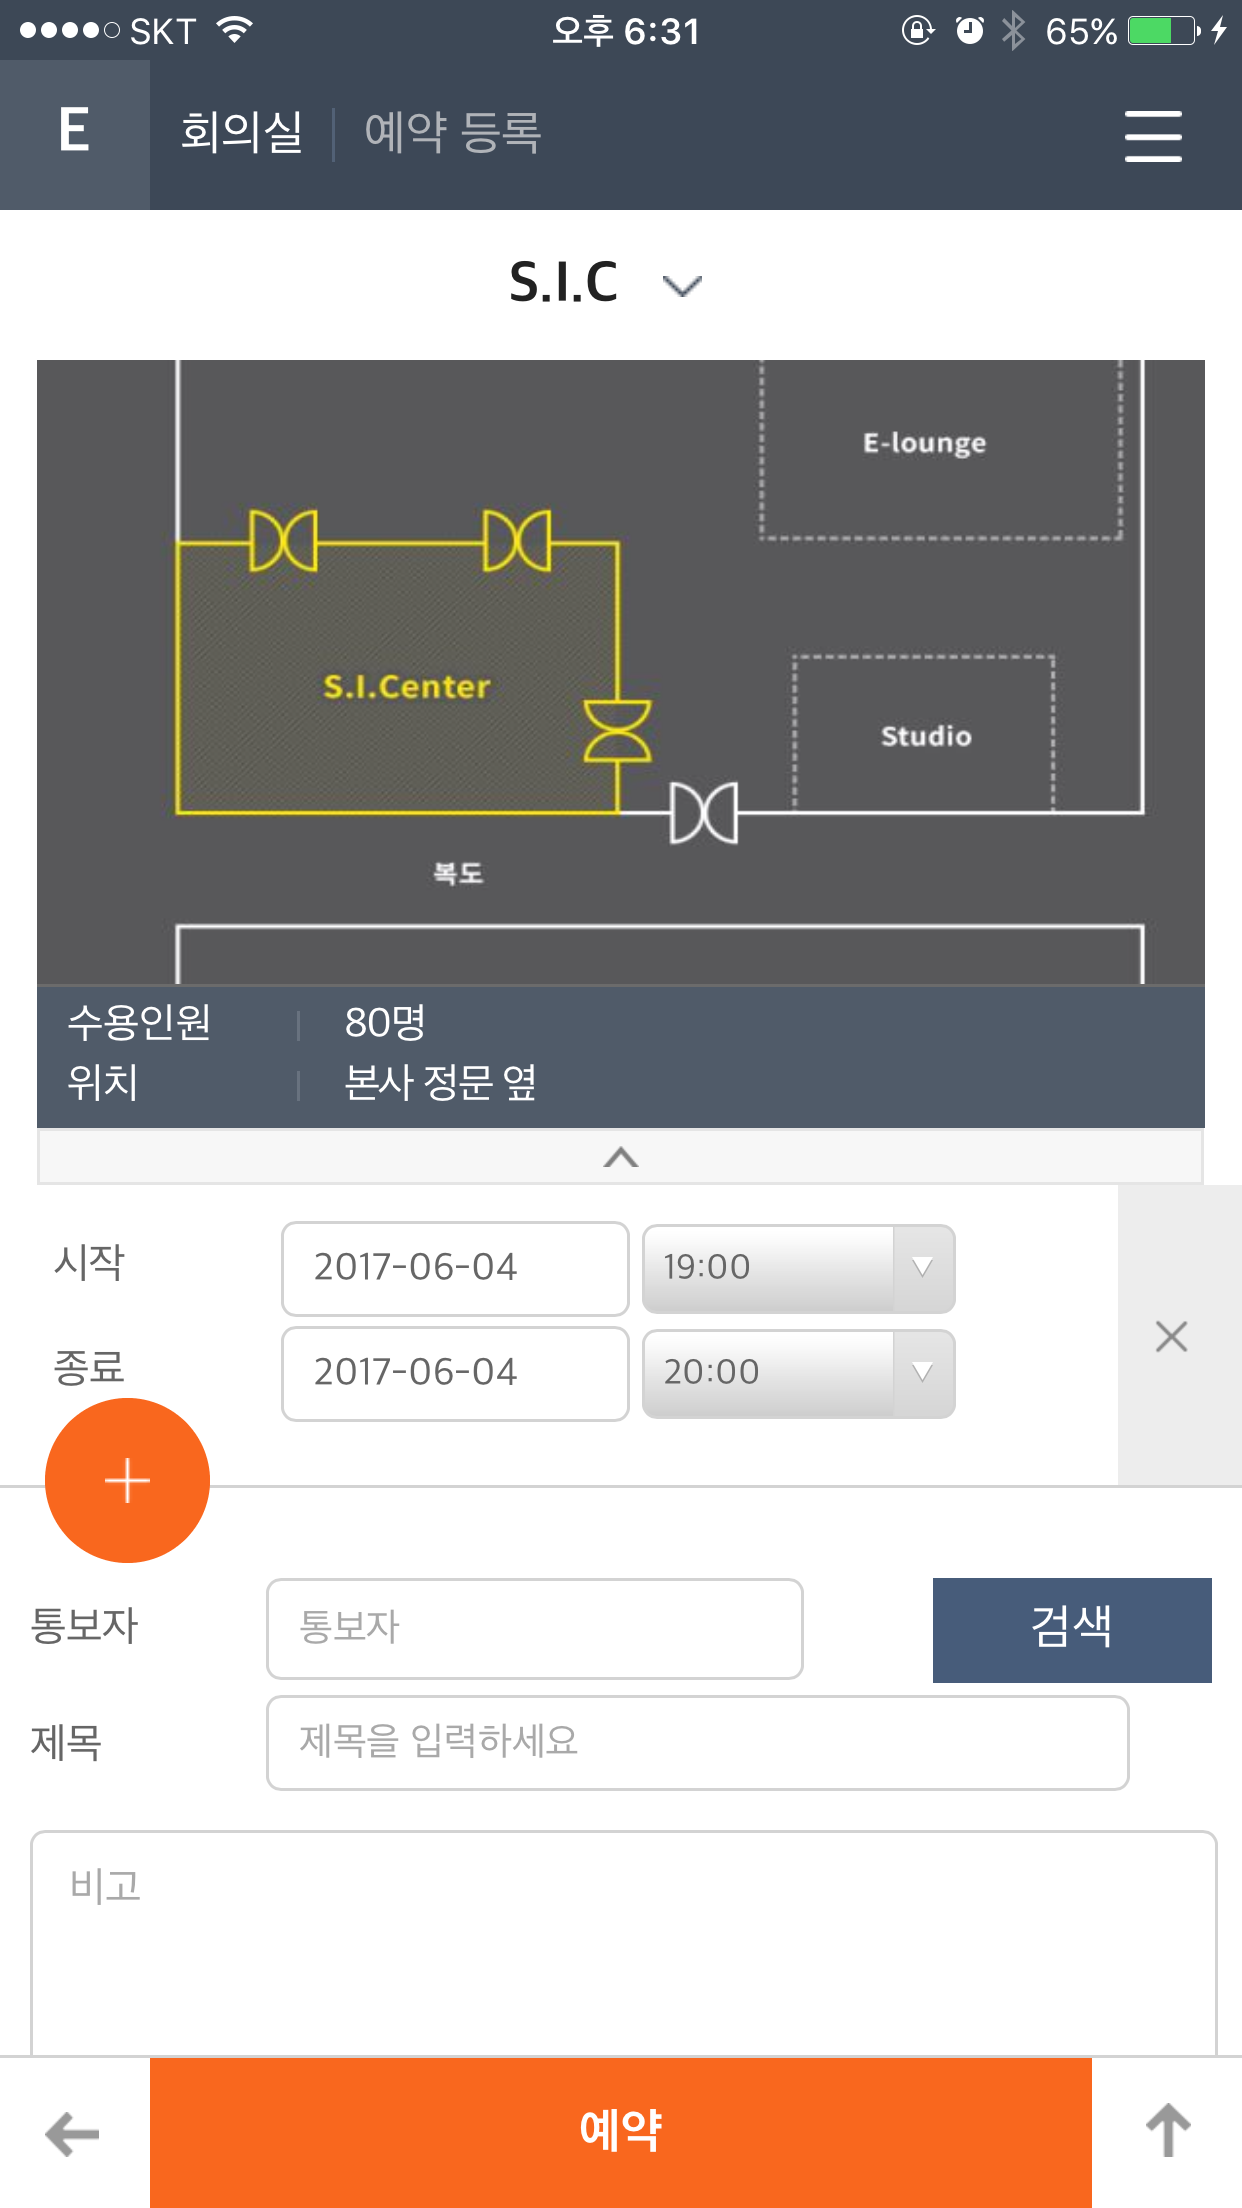 SKT 오후 6:31 65%
E 회의실 예약 등록
S.I.C
E-lounge
S.I.Center
Studio
복도
수용인원 80명
위치 본사 정문 옆
시작 2017-06-04 19:00
종료 2017-06-04 20:00
통보자 통보자 검색
제목 제목을 입력하세요
비고
예약